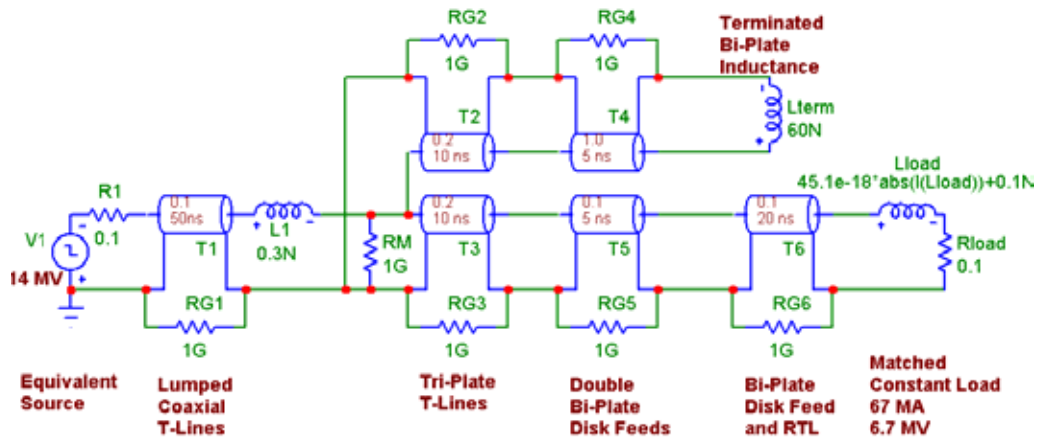 RG2
1G
RG4
1G
Terminated
Bi-Plate
Inductance
T2
T4
Lterm
60N
0.2
10 ns
1.0
5 ns
Lload
45.1e-18*abs(I(Lload))+0.1N
R1
0.1
0.1
50ns
L1
0.3N
T1
RM
1G
0.2
10 ns
T3
0.1
5 ns
T5
0.1
20 ns
T6
Rload
0.1
V1
14 MV
RG1
1G
RG3
1G
RG5
1G
RG6
1G
Equivalent
Source
Lumped
Coaxial
T-Lines
Tri-Plate
T-Lines
Double
Bi-Plate
Disk Feeds
Bi-Plate
Disk Feed
and RTL
Matched
Constant Load
67 MA
6.7 MV